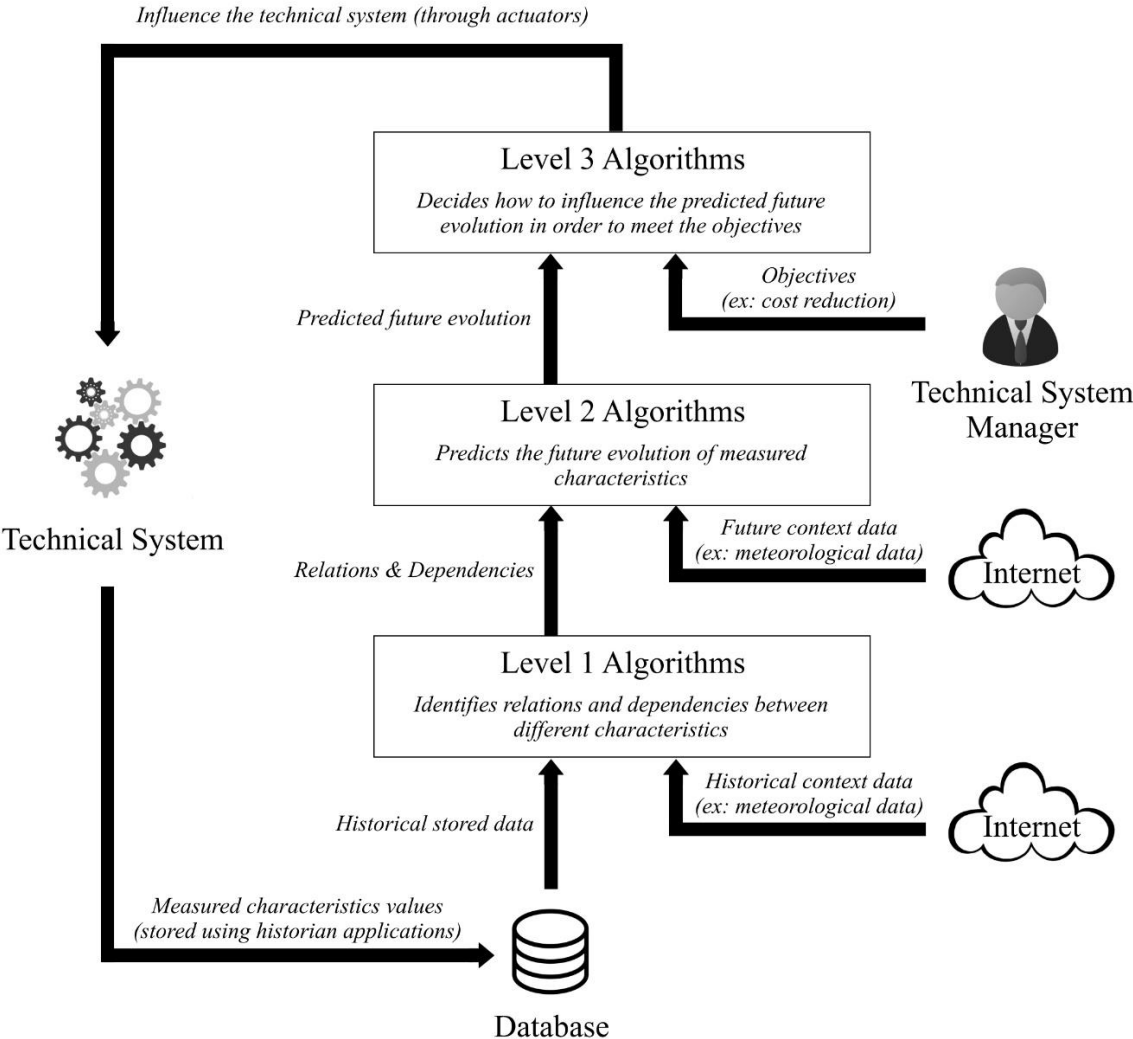 Influence the technical system (through actuators)
Level 3 Algorithms
Decides how to influence the predicted future
evolution in order to meet the objectives
Objectives
(ex: cost reduction)
Predicted future evolution
Technical System
Manager
Level 2 Algorithms
Predicts the future evolution of measured
characteristics
Technical System
Future context data
(ex: meteorological data)
Internet
Relations & Dependencies
Level 1 Algorithms
Identifies relations and dependencies between
different characteristics
Historical context data
(ex: meteorological data)
Internet
Historical stored data
Measured characteristics values
(stored using historian applications)
Database